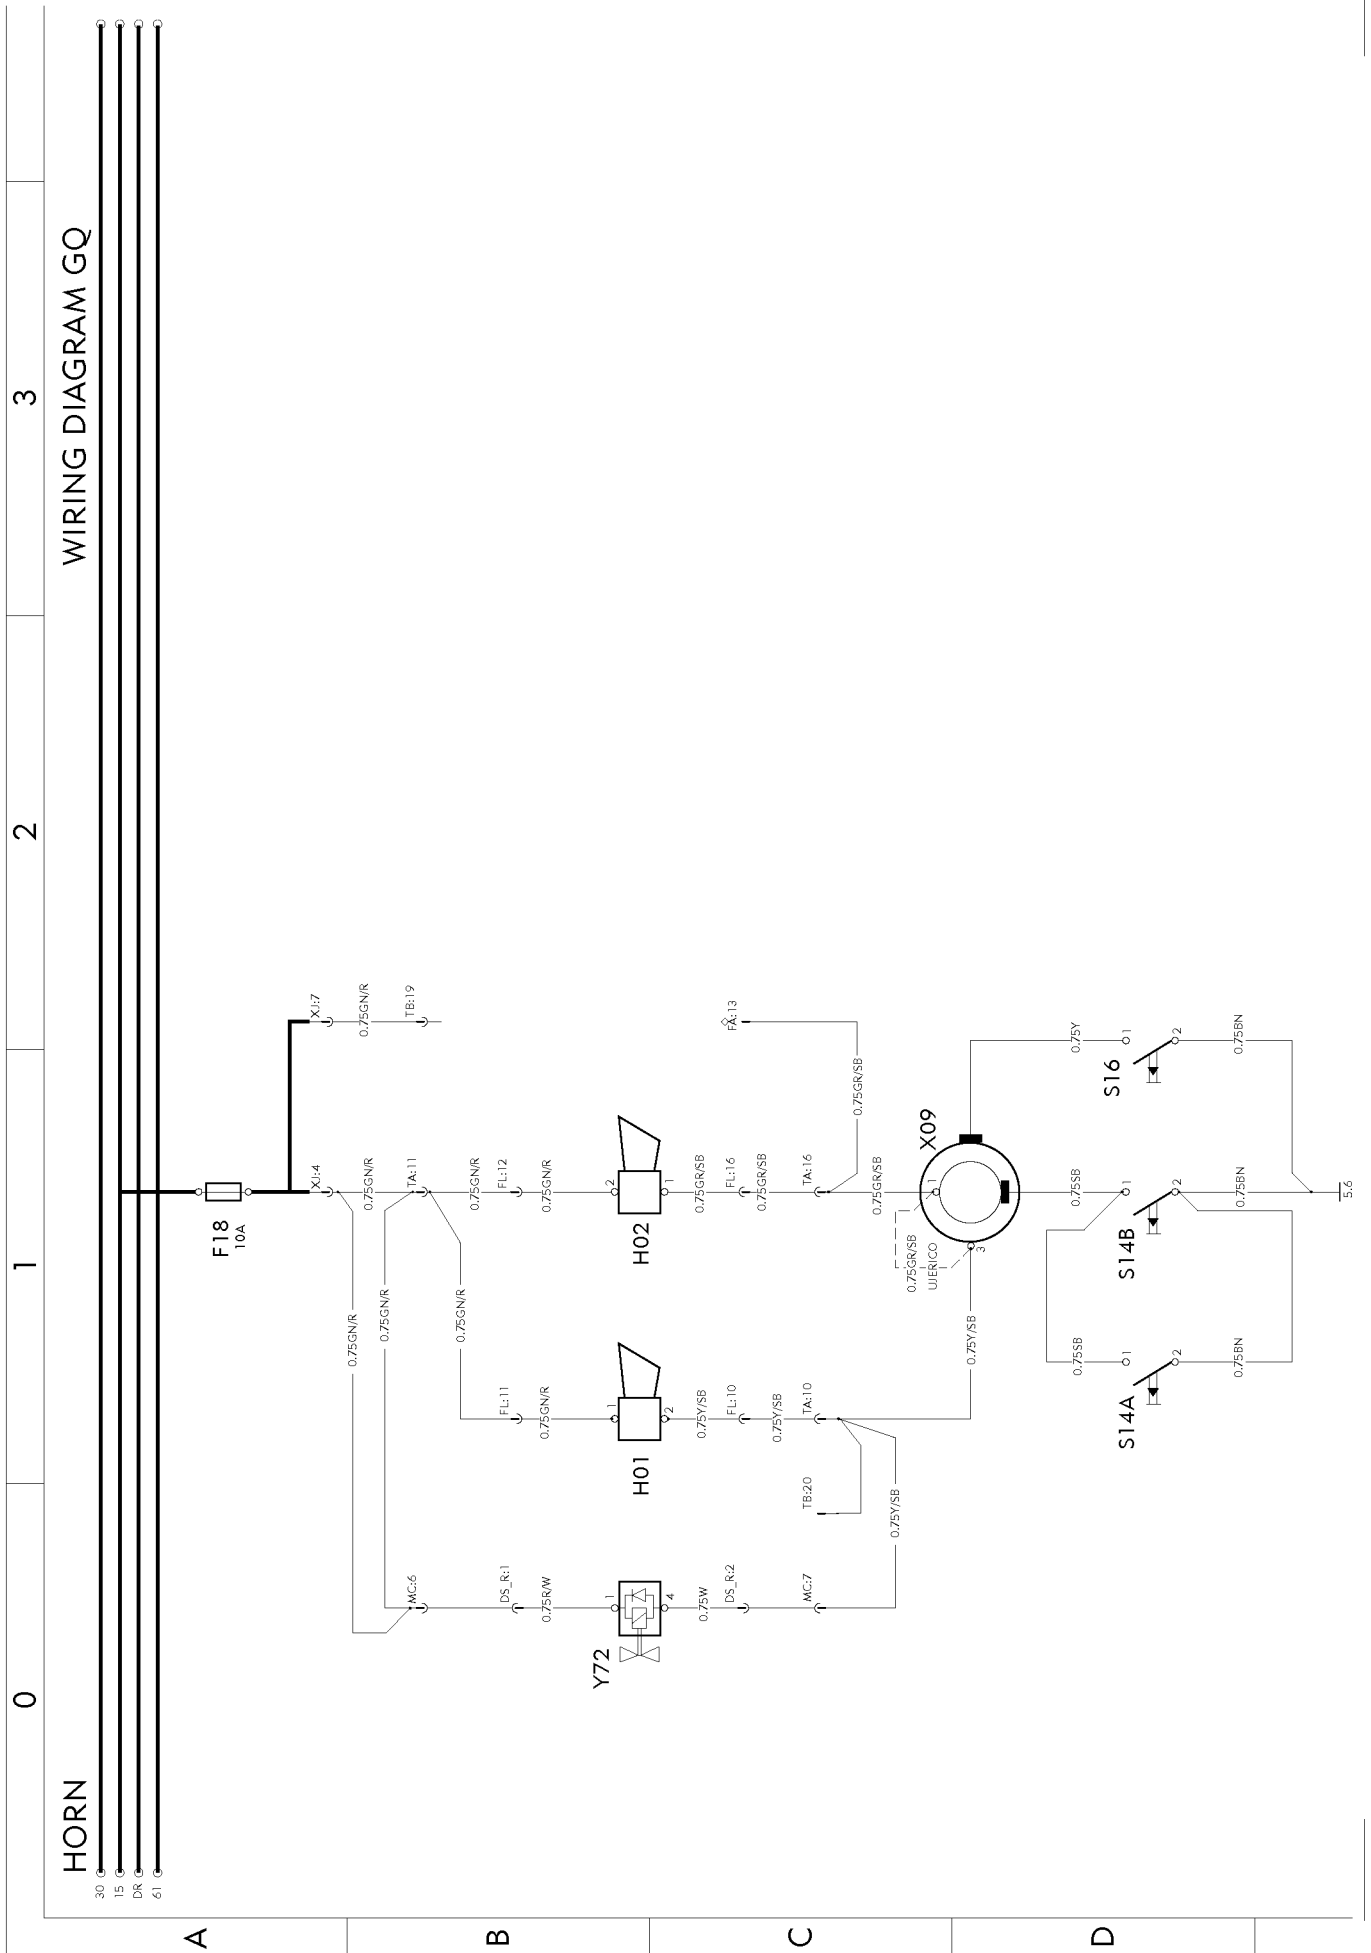 0
1
2
3
HORN
WIRING DIAGRAM GQ
30
15
DR
61
A
B
C
D
F18
10A
XJ:4
XJ:7
0.75GN/R
0.75GN/R
0.75GN/R
0.75GN/R
MC:6
TA:11
TB:19
0.75GN/R
0.75GN/R
DS_R:1
FL:11
FL:12
0.75R/W
0.75GN/R
0.75GN/R
1
1
2
Y72
H01
H02
4
2
1
0.75W
0.75Y/SB
0.75GR/SB
DS_R:2
FL:10
FL:16
FA:13
0.75Y/SB
0.75GR/SB
MC:7
TB:20
TA:10
TA:16
0.75GR/SB
0.75Y/SB
0.75GR/SB
0.75GR/SB
UJERICO
X09
1
3
0.75Y/SB
0.75SB
0.75SB
0.75Y
1
1
1
S14A
S14B
S16
2
2
2
0.75BN
0.75BN
0.75BN
5.6